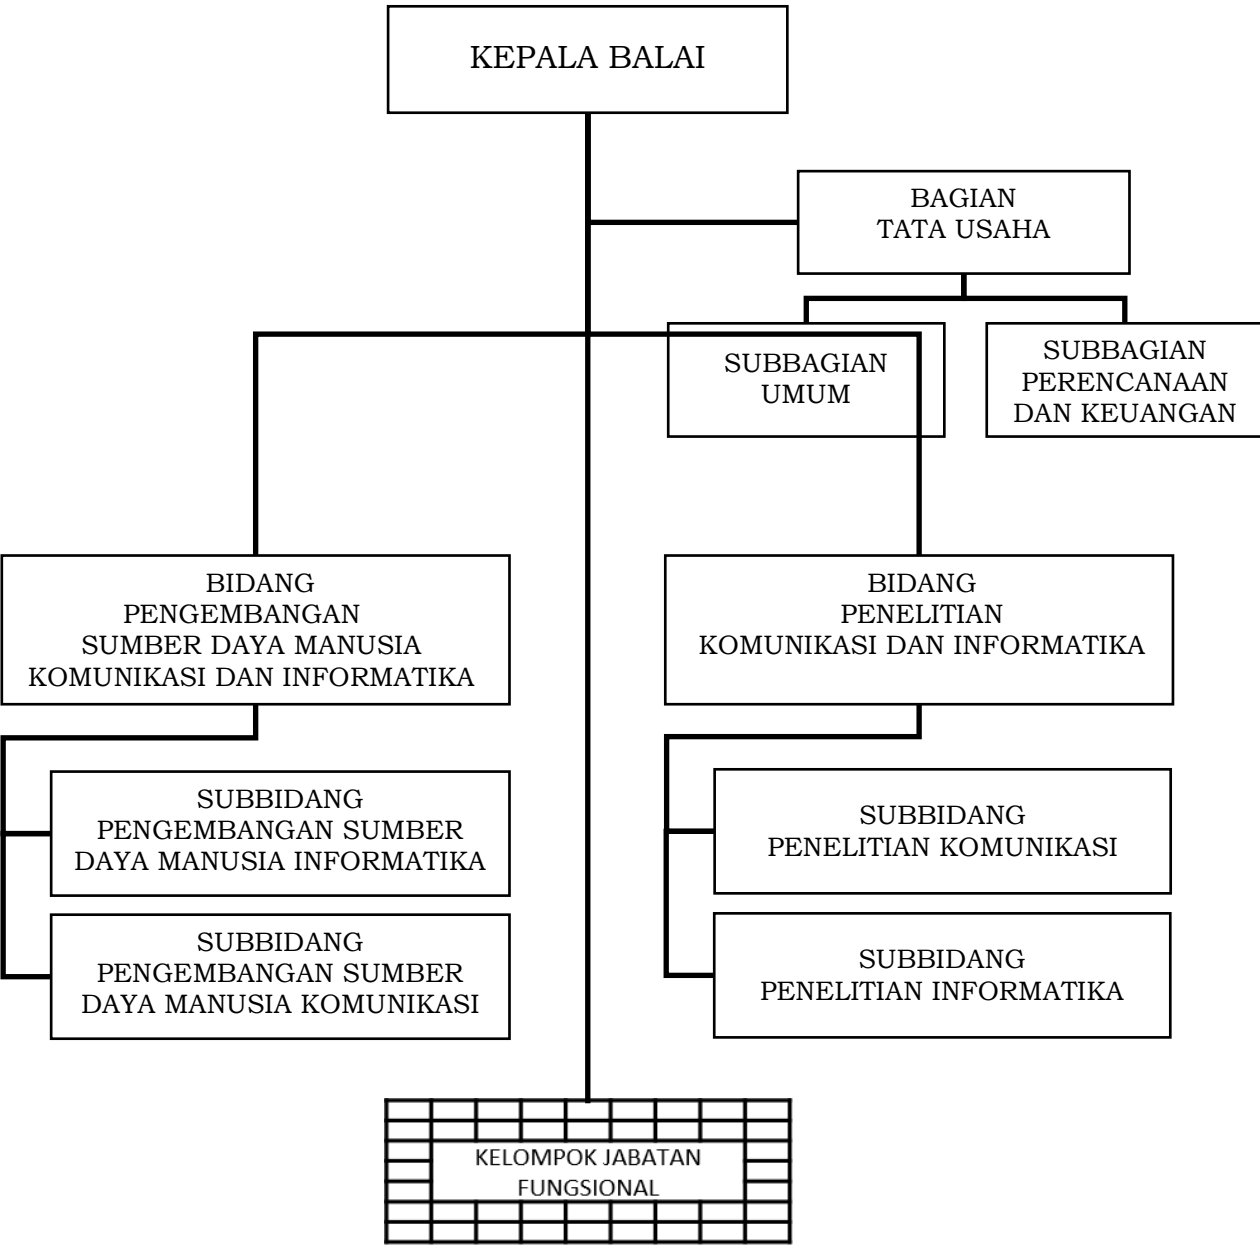 KEPALA BALAI
BAGIAN
TATA USAHA
SUBBAGIAN
UMUM
SUBBAGIAN
PERENCANAAN
DAN KEUANGAN
BIDANG
PENGEMBANGAN
SUMBER DAYA MANUSIA
KOMUNIKASI DAN INFORMATIKA
BIDANG
PENELITIAN
KOMUNIKASI DAN INFORMATIKA
SUBBIDANG
PENGEMBANGAN SUMBER
DAYA MANUSIA INFORMATIKA
SUBBIDANG
PENELITIAN KOMUNIKASI
SUBBIDANG
PENGEMBANGAN SUMBER
DAYA MANUSIA KOMUNIKASI
SUBBIDANG
PENELITIAN INFORMATIKA
KELOMPOK JABATAN
FUNGSIONAL